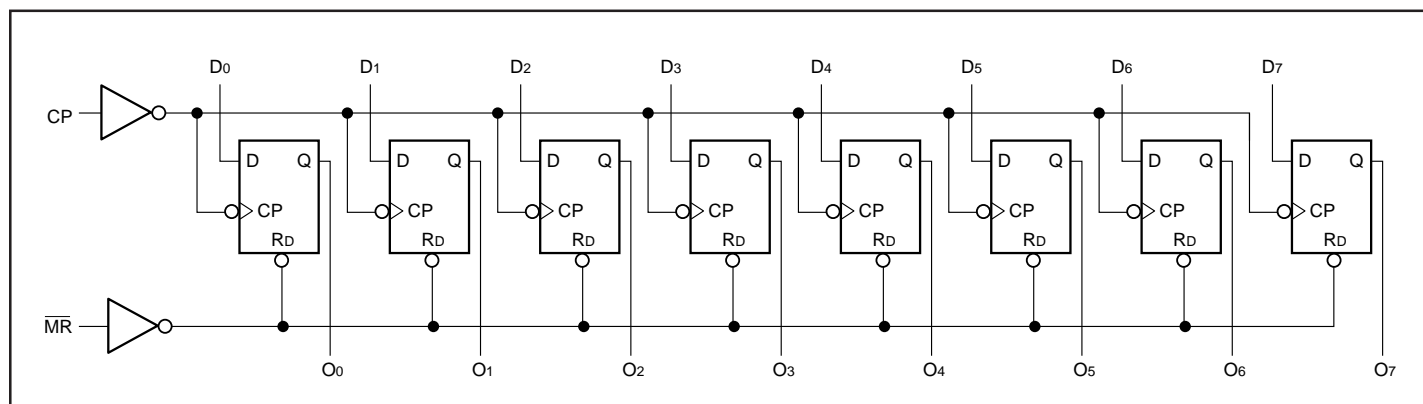 D0 D1 D2 D3 D4 D5 D6 D7
CP
D Q D Q D Q D Q D Q D Q D Q D Q
CP CP CP CP CP CP CP CP
RD RD RD RD RD RD RD RD
M̅R̅
O0 O1 O2 O3 O4 O5 O6 O7